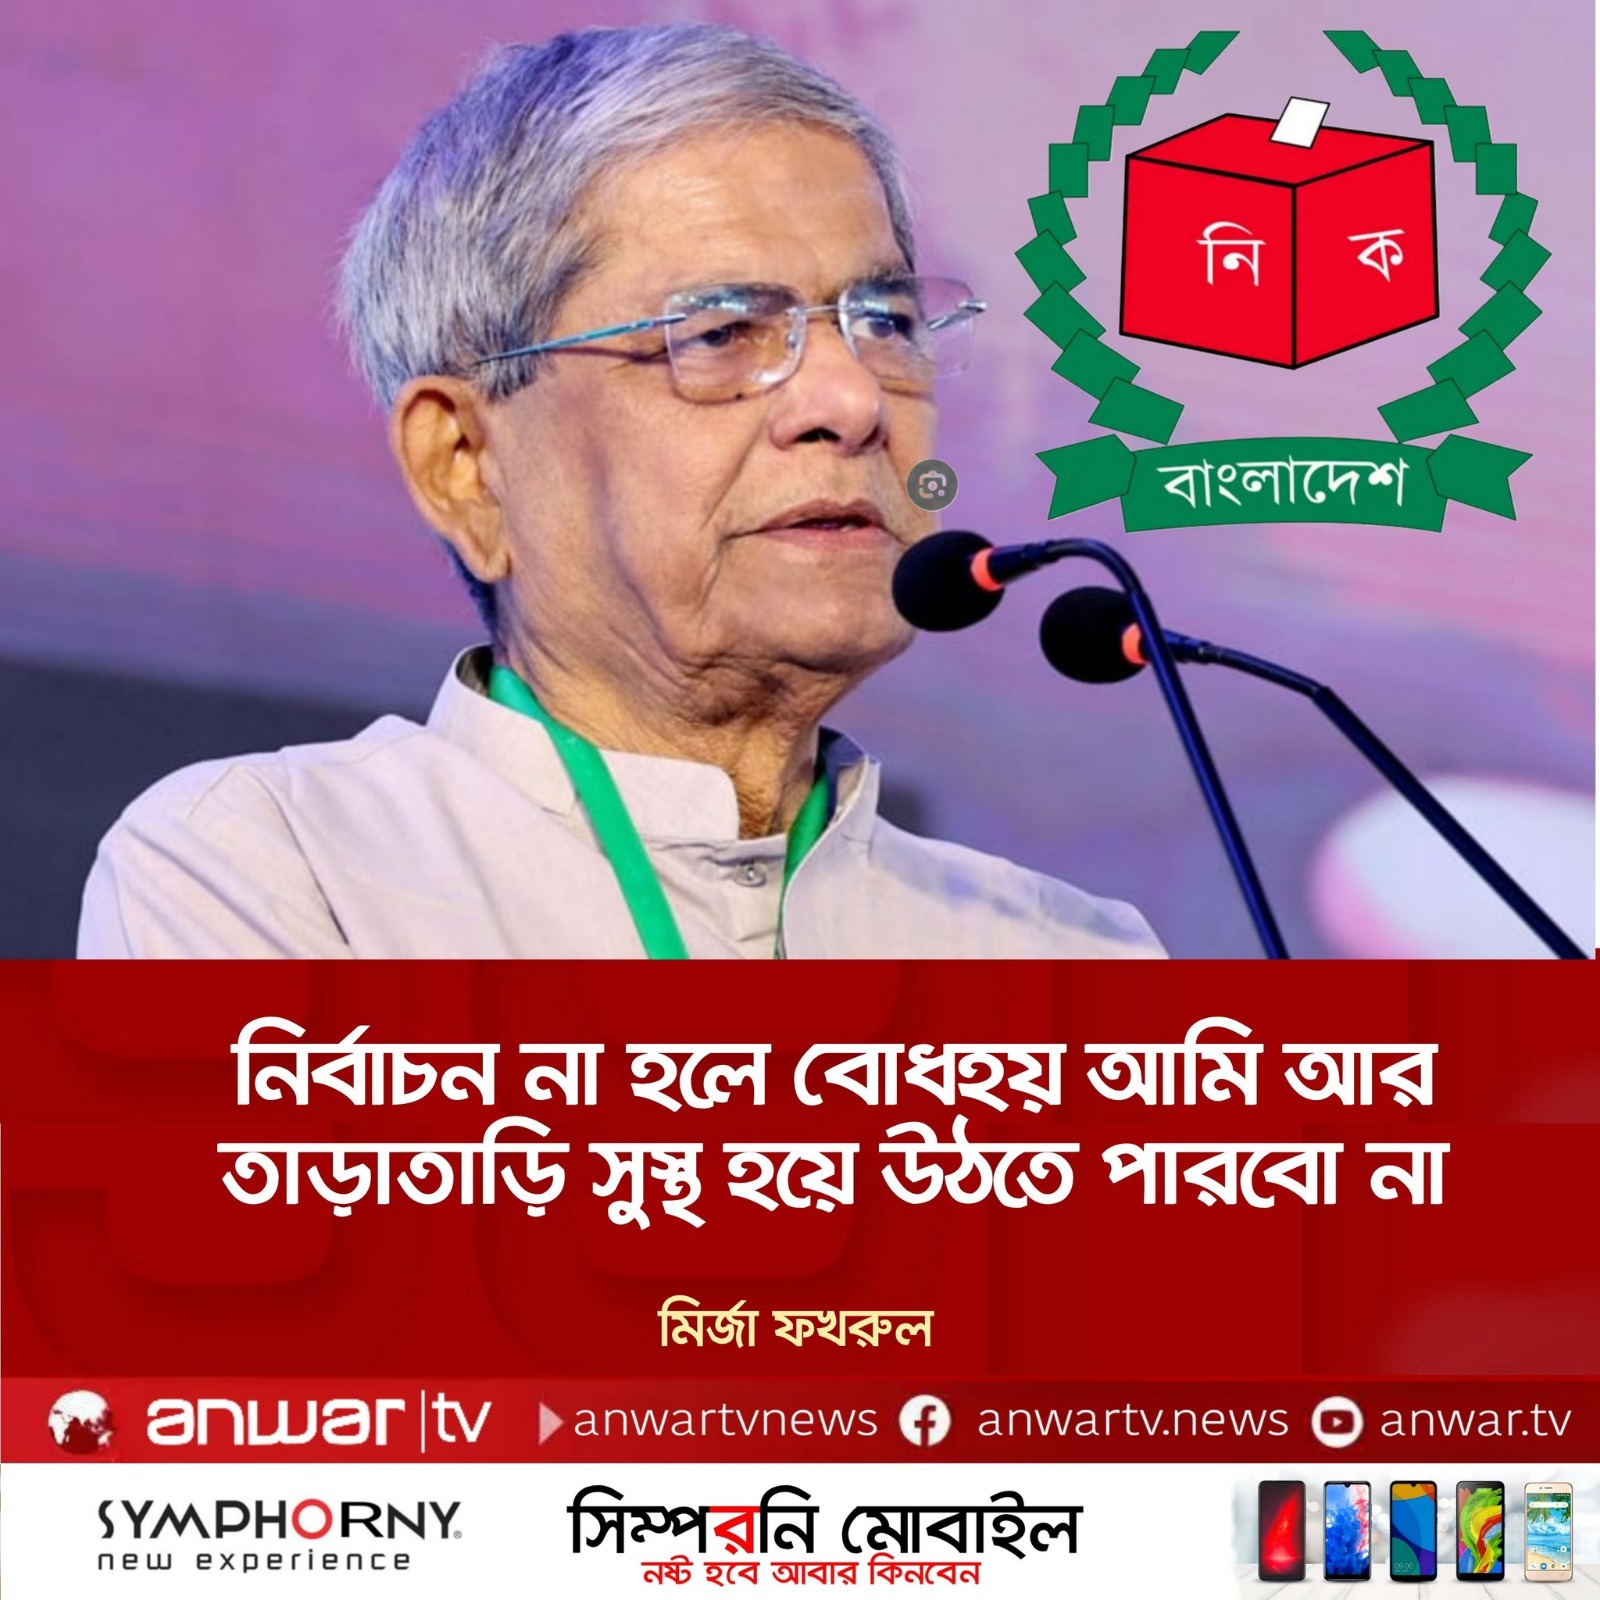 নি ক
বাংলাদেশ
নির্বাচন না হলে বোধহয় আমি আর
তাড়াতাড়ি সুস্থ হয়ে উঠতে পারবো না
মির্জা ফখরুল
anwar|tv anwartvnews anwartv.news anwar.tv
SYMPHORNY
new experience
সিম্পরনি মোবাইল
নষ্ট হবে আবার কিনবেন